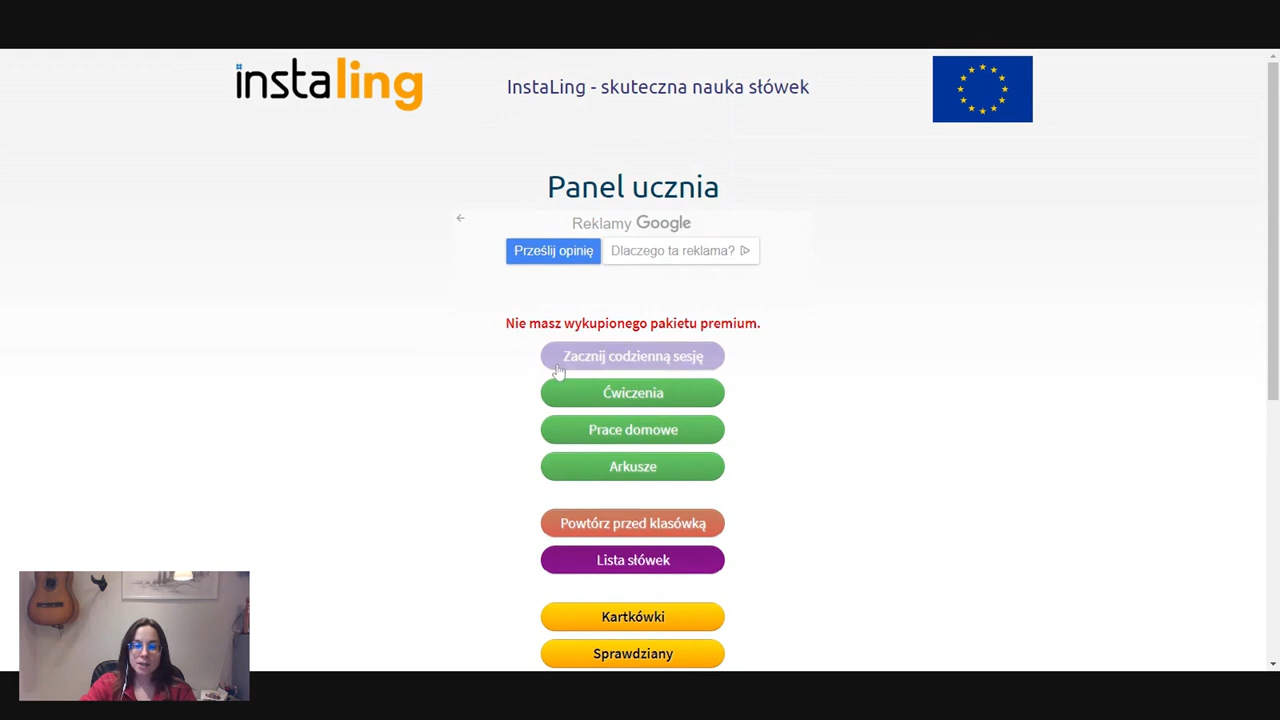 instaling
InstaLing - skuteczna nauka słówek
Panel ucznia
Reklamy Google
Prześlij opinię
Dlaczego ta reklama?
Nie masz wykupionego pakietu premium.
Zacznij codzienną sesję
Ćwiczenia
Prace domowe
Arkusze
Powtórz przed klasówką
Lista słówek
Kartkówki
Sprawdziany